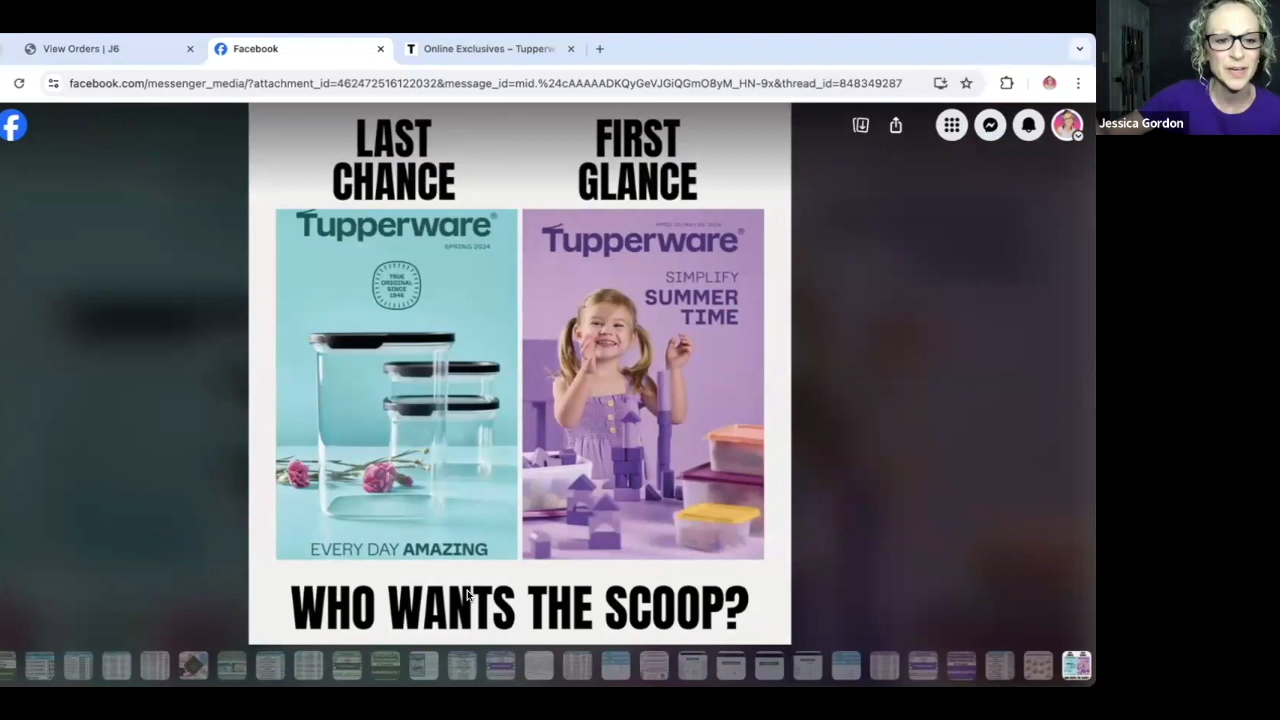 View Orders | J6
Facebook
Online Exclusives – Tupperw
facebook.com/messenger_media/?attachment_id=462472516122032&message_id=mid.%24cAAAAADKQyGeVJGiQGmO8yM_HN-9x&thread_id=848349287
Jessica Gordon
LAST
CHANCE
FIRST
GLANCE
Tupperware®
SPRING 2024
TRUE
ORIGINAL
SINCE
1946
EVERY DAY AMAZING
Tupperware®
SIMPLIFY
SUMMER
TIME
WHO WANTS THE SCOOP?